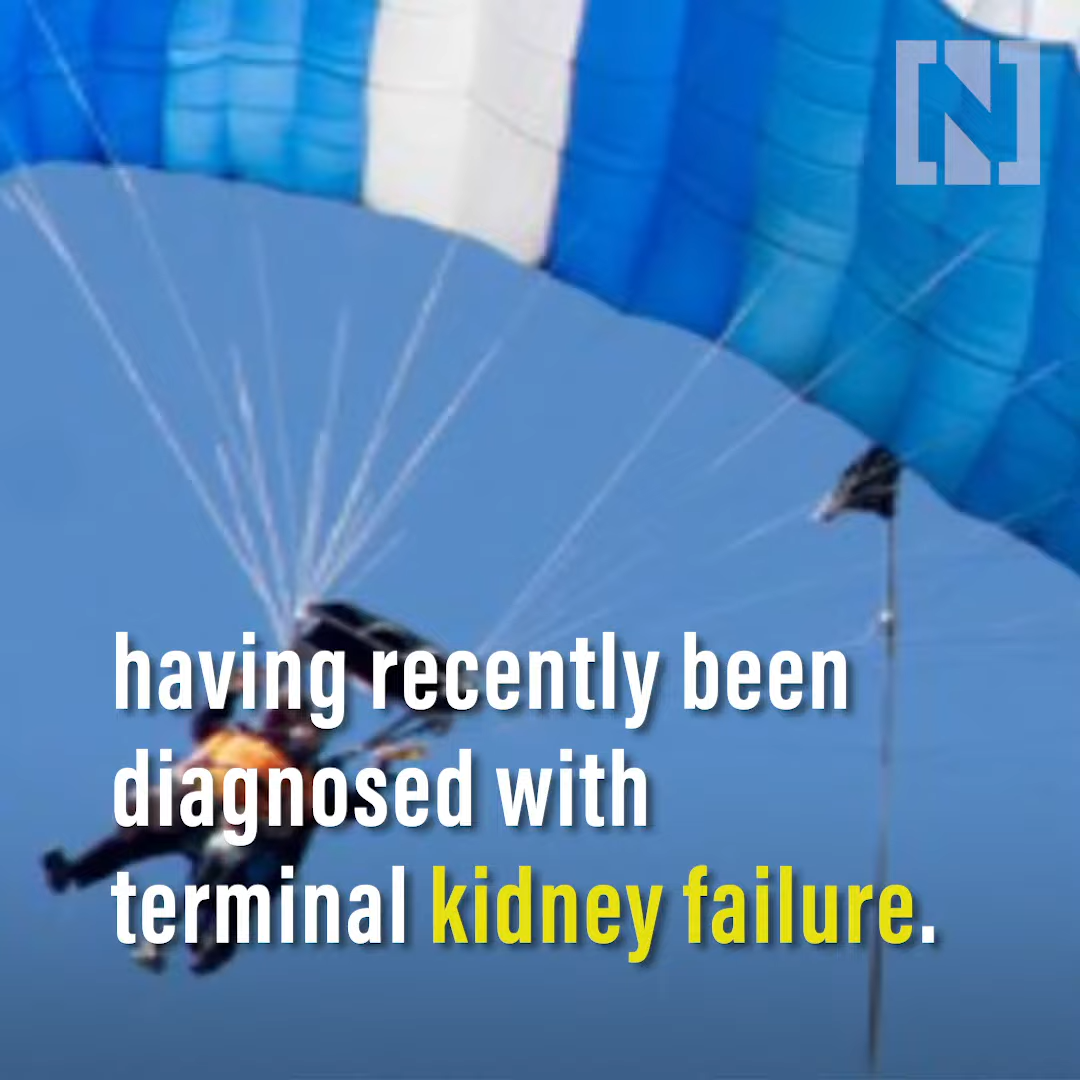 [N]
having recently been
diagnosed with
terminal kidney failure.